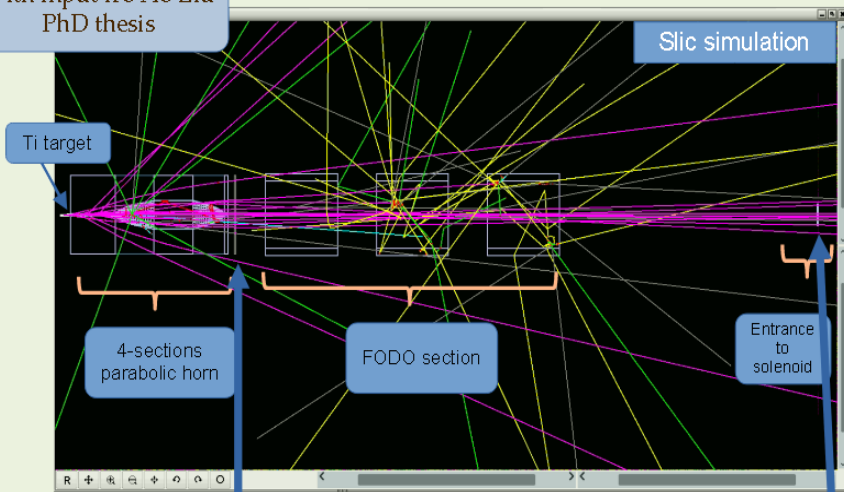 PhD thesis
Slic simulation
Ti target
4-sections
parabolic horn
FODO section
Entrance
to
solenoid
R